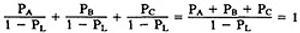 P_A / (1 − P_L) + P_B / (1 − P_L) + P_C / (1 − P_L) = (P_A + P_B + P_C) / (1 − P_L) = 1